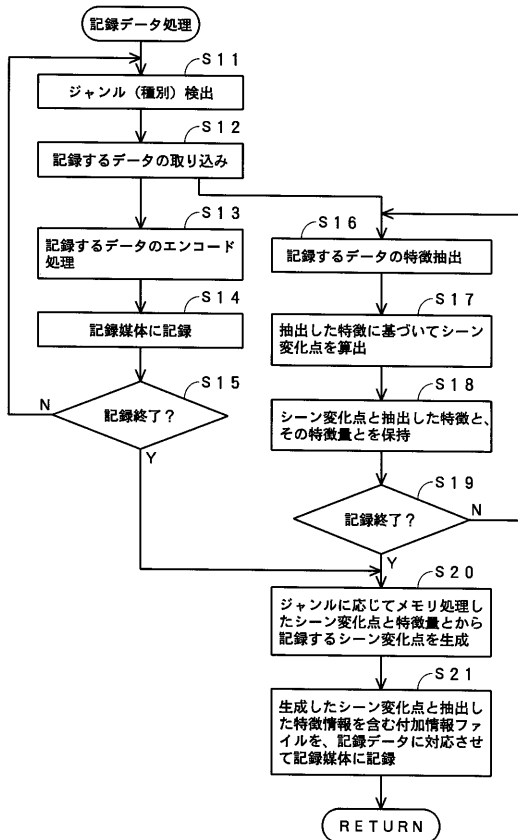 記録データ処理
S11
ジャンル（種別）検出
S12
記録するデータの取り込み
S13
記録するデータのエンコード
処理
S14
記録媒体に記録
S15
記録終了？
N
Y
S16
記録するデータの特徴抽出
S17
抽出した特徴に基づいてシーン
変化点を算出
S18
シーン変化点と抽出した特徴と、
その特徴量とを保持
S19
記録終了？
N
Y
S20
ジャンルに応じてメモリ処理し
たシーン変化点と特徴量とから
記録するシーン変化点を生成
S21
生成したシーン変化点と抽出し
た特徴情報を含む付加情報ファ
イルを、記録データに対応させ
て記録媒体に記録
RETURN